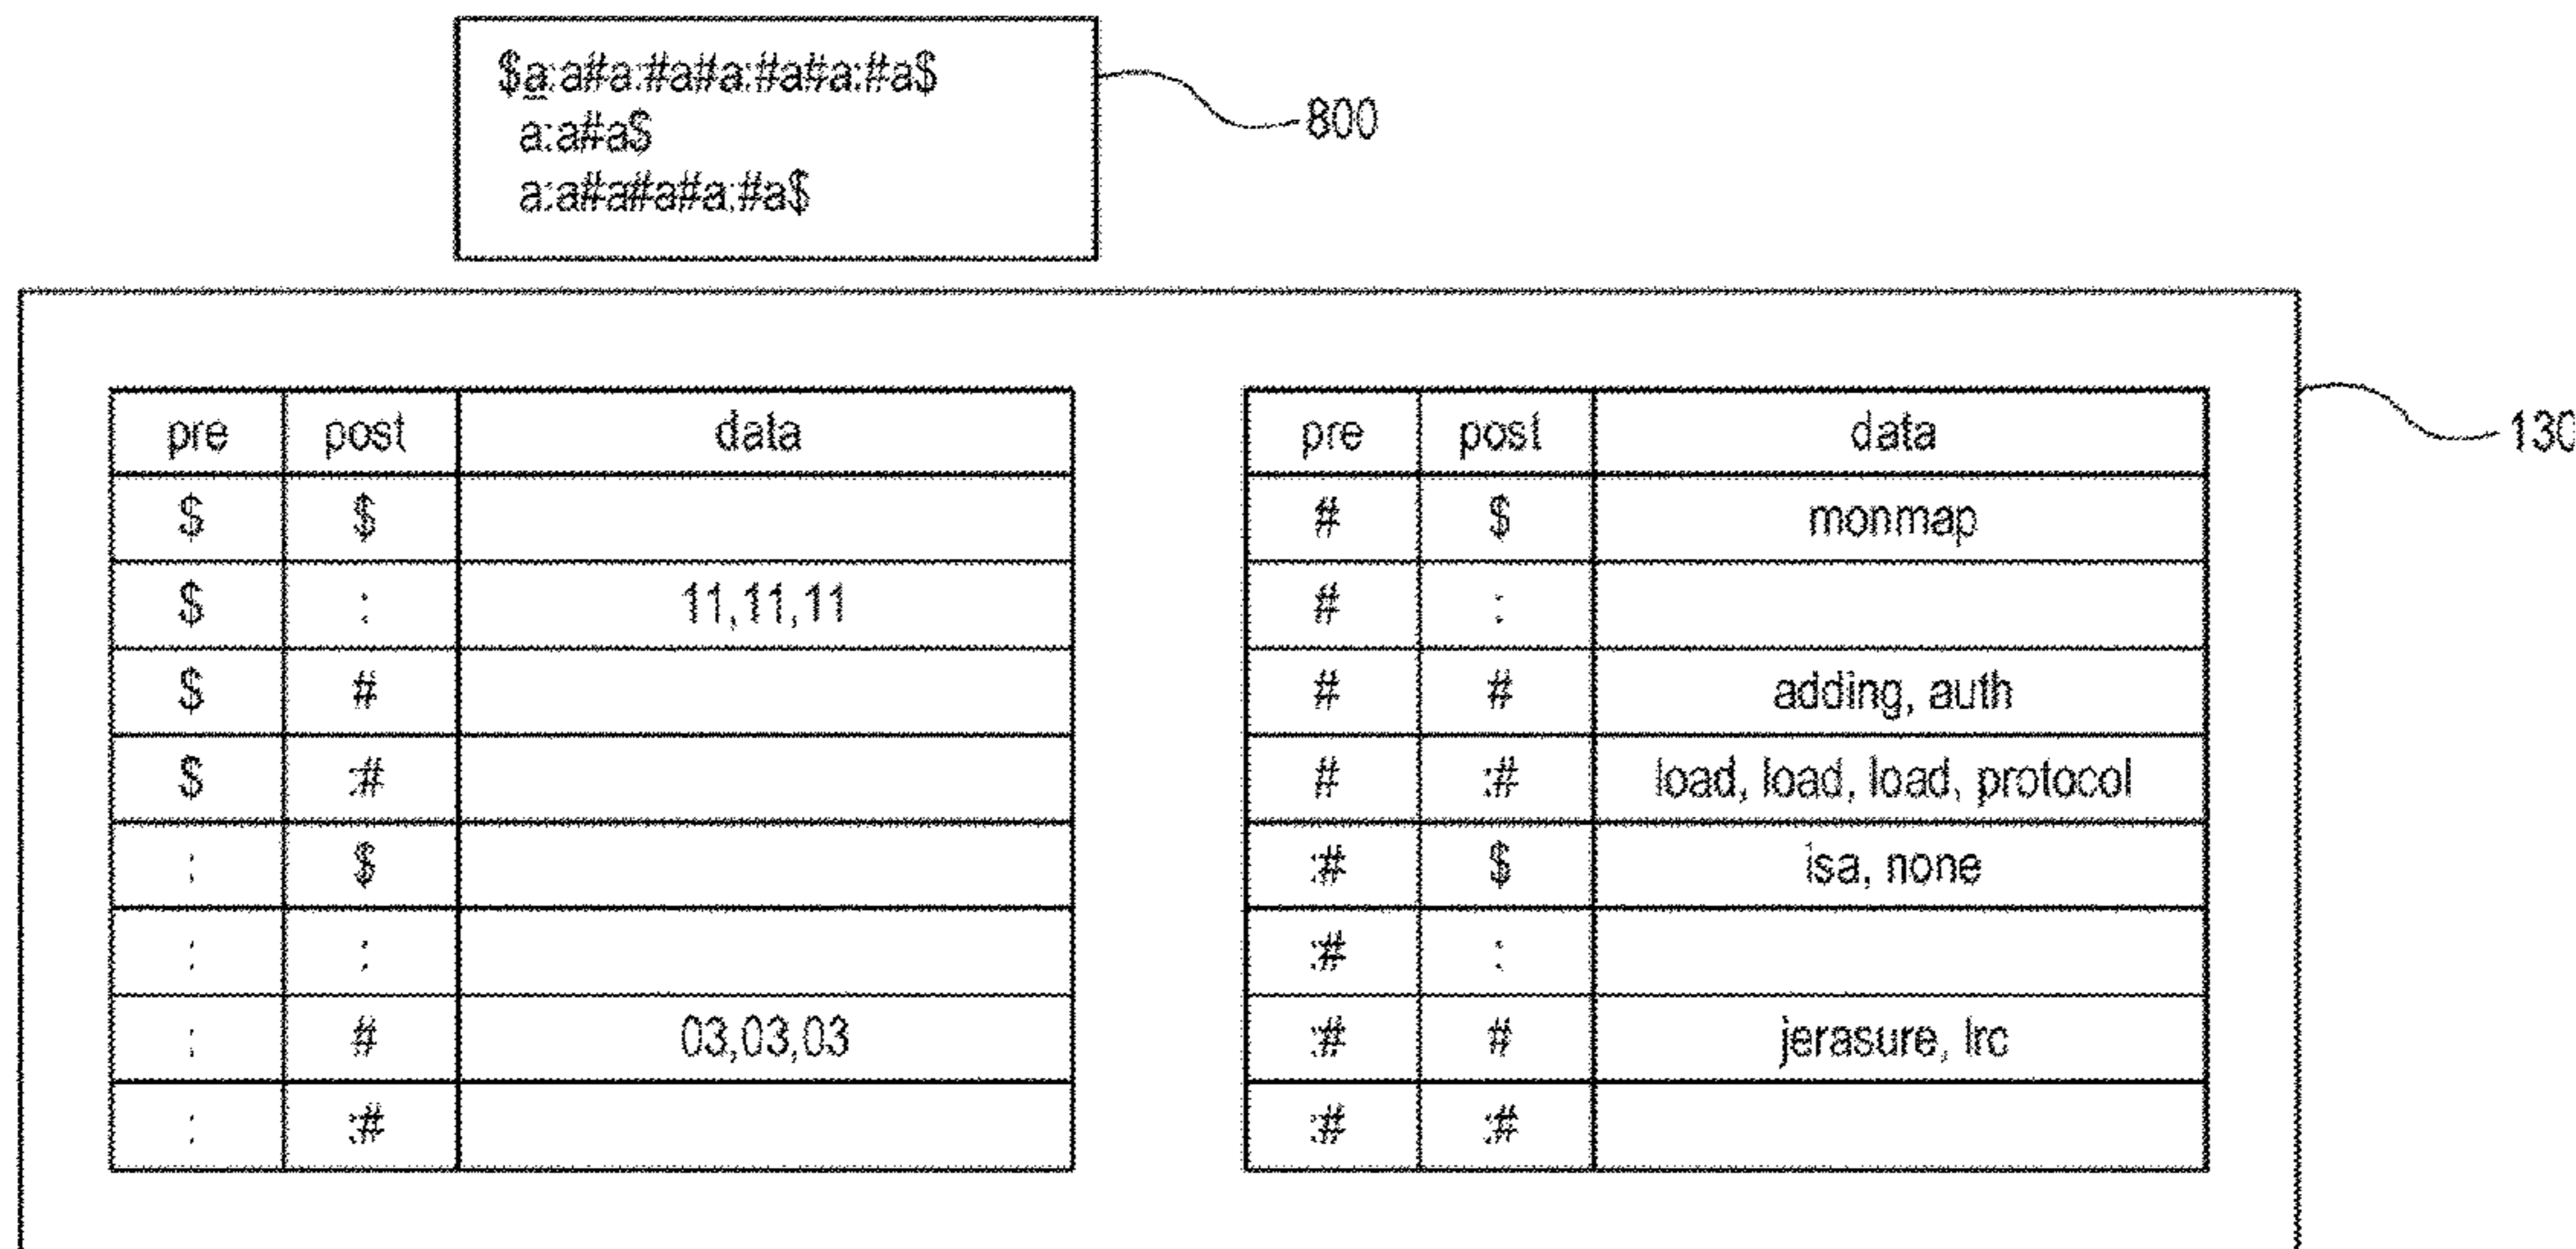 $a:a#a:#a#a:#a#a:#a$
a:a#a$
a:a#a#a#a:#a$
800
130
pre post data
$ $
$ : 11,11,11
$ #
$ :#
: $
: :
: # 03,03,03
: :#
pre post data
# $ monmap
# :
# # adding, auth
# :# load, load, load, protocol
:# $ isa, none
:# :
:# # jerasure, lrc
:# :#